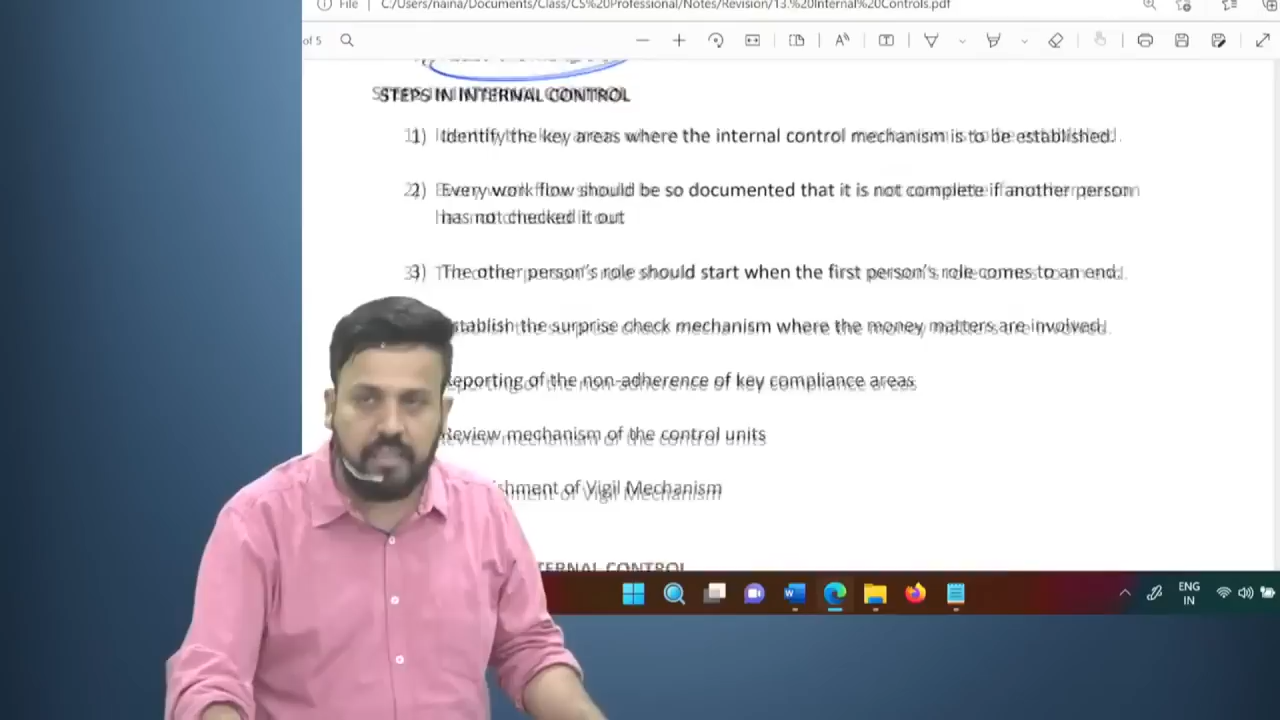 File C:/Users/naina/Documents/Class/CS%20Professional/Notes/Revision/13.%20Internal%20Controls.pdf
of 5
STEPS IN INTERNAL CONTROL
1) Identify the key areas where the internal control mechanism is to be established.
2) Every work flow should be so documented that it is not complete if another person
has not checked it out
3) The other person's role should start when the first person's role comes to an end.
the surprise check mechanism where the money matters are involved.
of the non-adherence of key compliance areas
mechanism of the control units
of Vigil Mechanism
CONTROL
ENG
IN